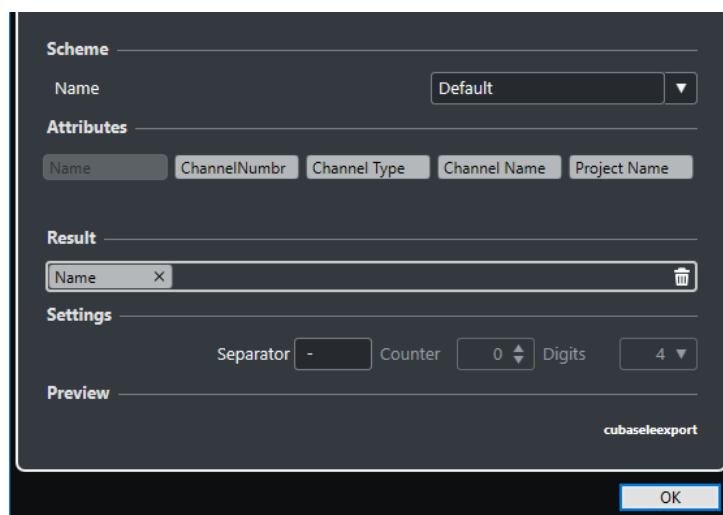 Scheme
Name Default
Attributes
Name ChannelNumbr Channel Type Channel Name Project Name
Result
Name ×
Settings
Separator - Counter 0 Digits 4
Preview
cubaseleexport
OK